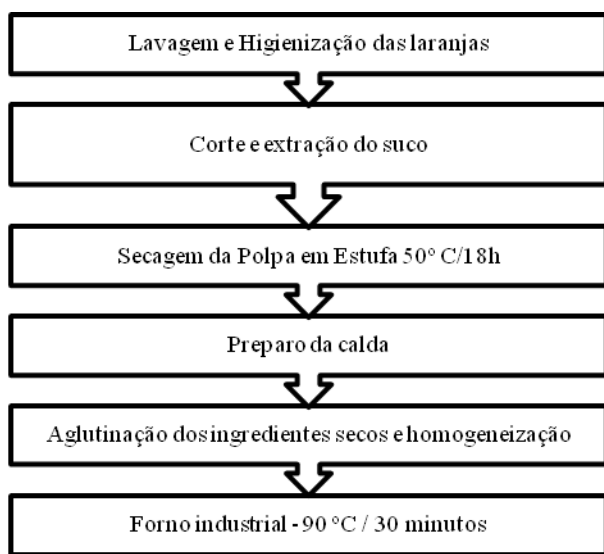 Lavagem e Higienização das laranjas
Corte e extração do suco
Secagem da Polpa em Estufa 50° C/18h
Preparo da calda
Aglutinação dos ingredientes secos e homogeneização
Forno industrial - 90 °C / 30 minutos